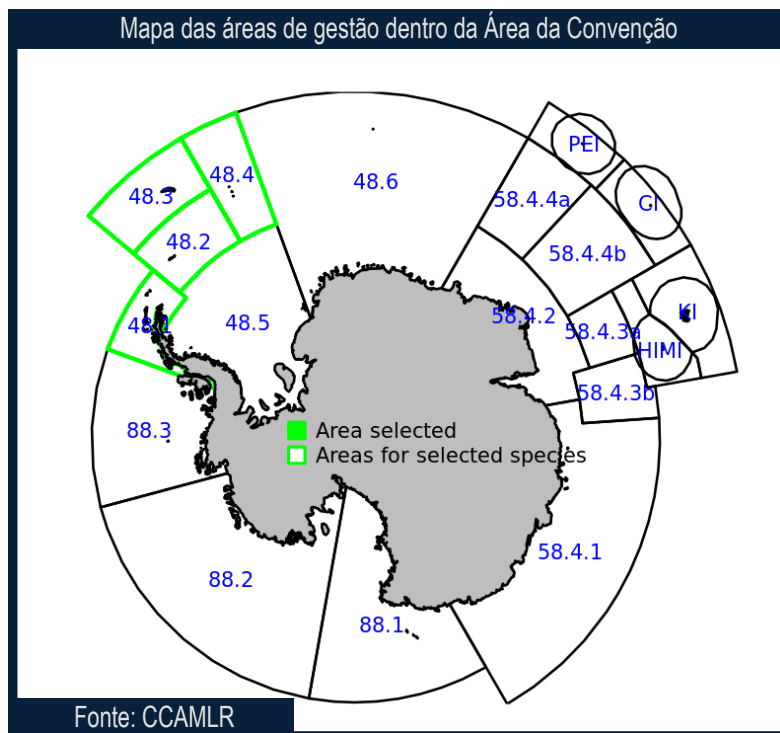 Mapa das áreas de gestão dentro da Área da Convenção
PEI
48.4
48.3
48.6
58.4.4a
GI
48.2
58.4.4b
KI
48.1
48.5
58.4.2
58.4.3a
HIMI
58.4.3b
88.3
Area selected
Areas for selected species
58.4.1
88.2
88.1
Fonte: CCAMLR